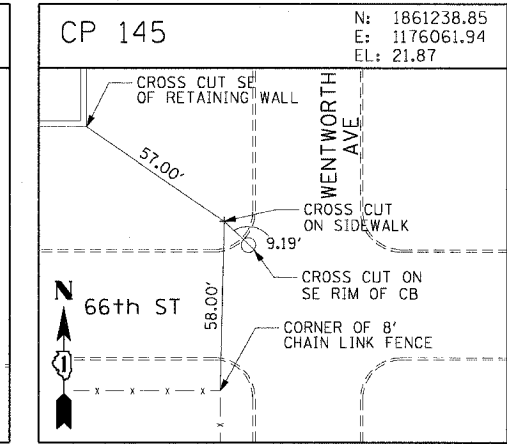 CP 145
N: 1861238.85
E: 1176061.94
EL: 21.87
CROSS CUT SE
OF RETAINING WALL
WENTWORTH
AVE
57.00'
CROSS CUT
ON SIDEWALK
9.19'
CROSS CUT ON
SE RIM OF CB
N
66th ST
58.00'
CORNER OF 8'
CHAIN LINK FENCE
1
x x x x
x